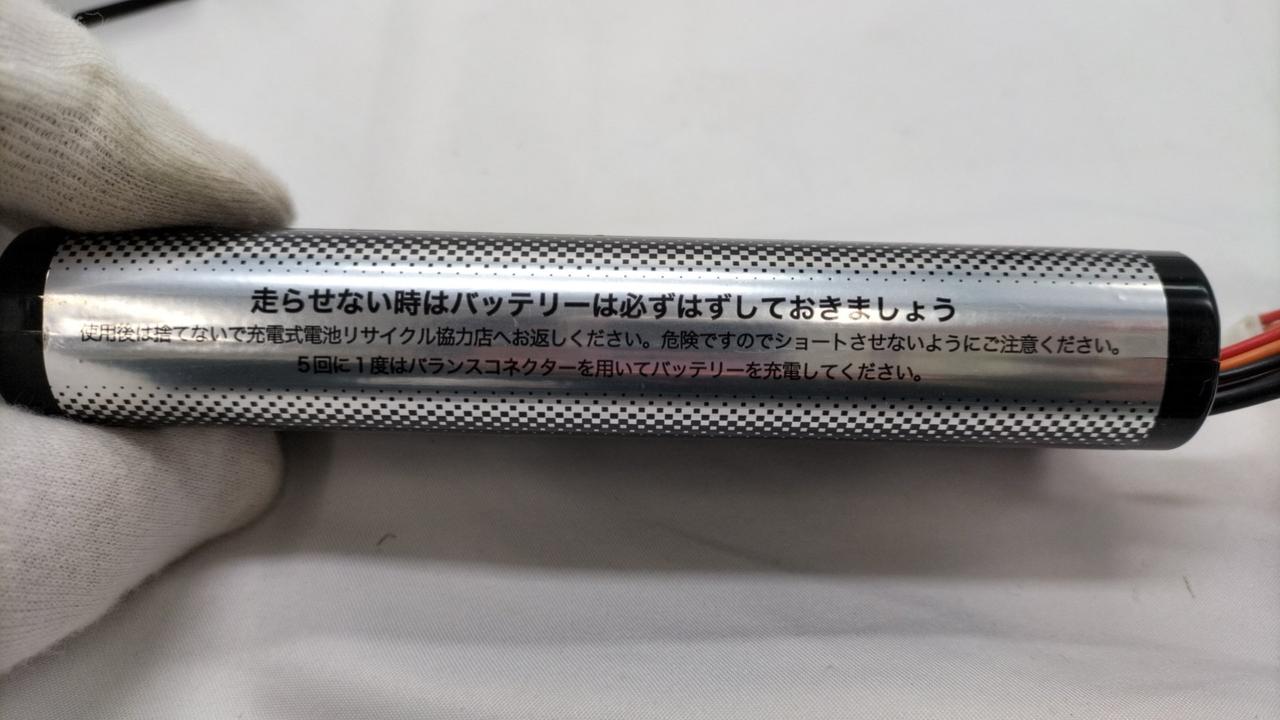 走らせない時はバッテリーは必ずはずしておきましょう
使用後は捨てないで充電式電池リサイクル協力店へお返しください。危険ですのでショートさせないようにご注意ください。
5回に1度はバランスコネクターを用いてバッテリーを充電してください。